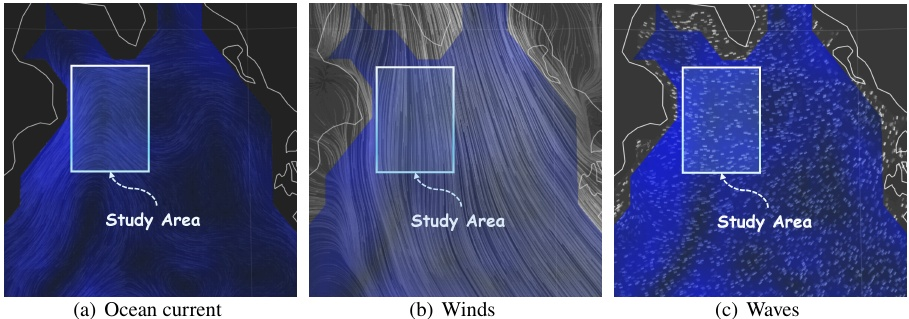 Study Area
Study Area
Study Area
(a) Ocean current
(b) Winds
(c) Waves